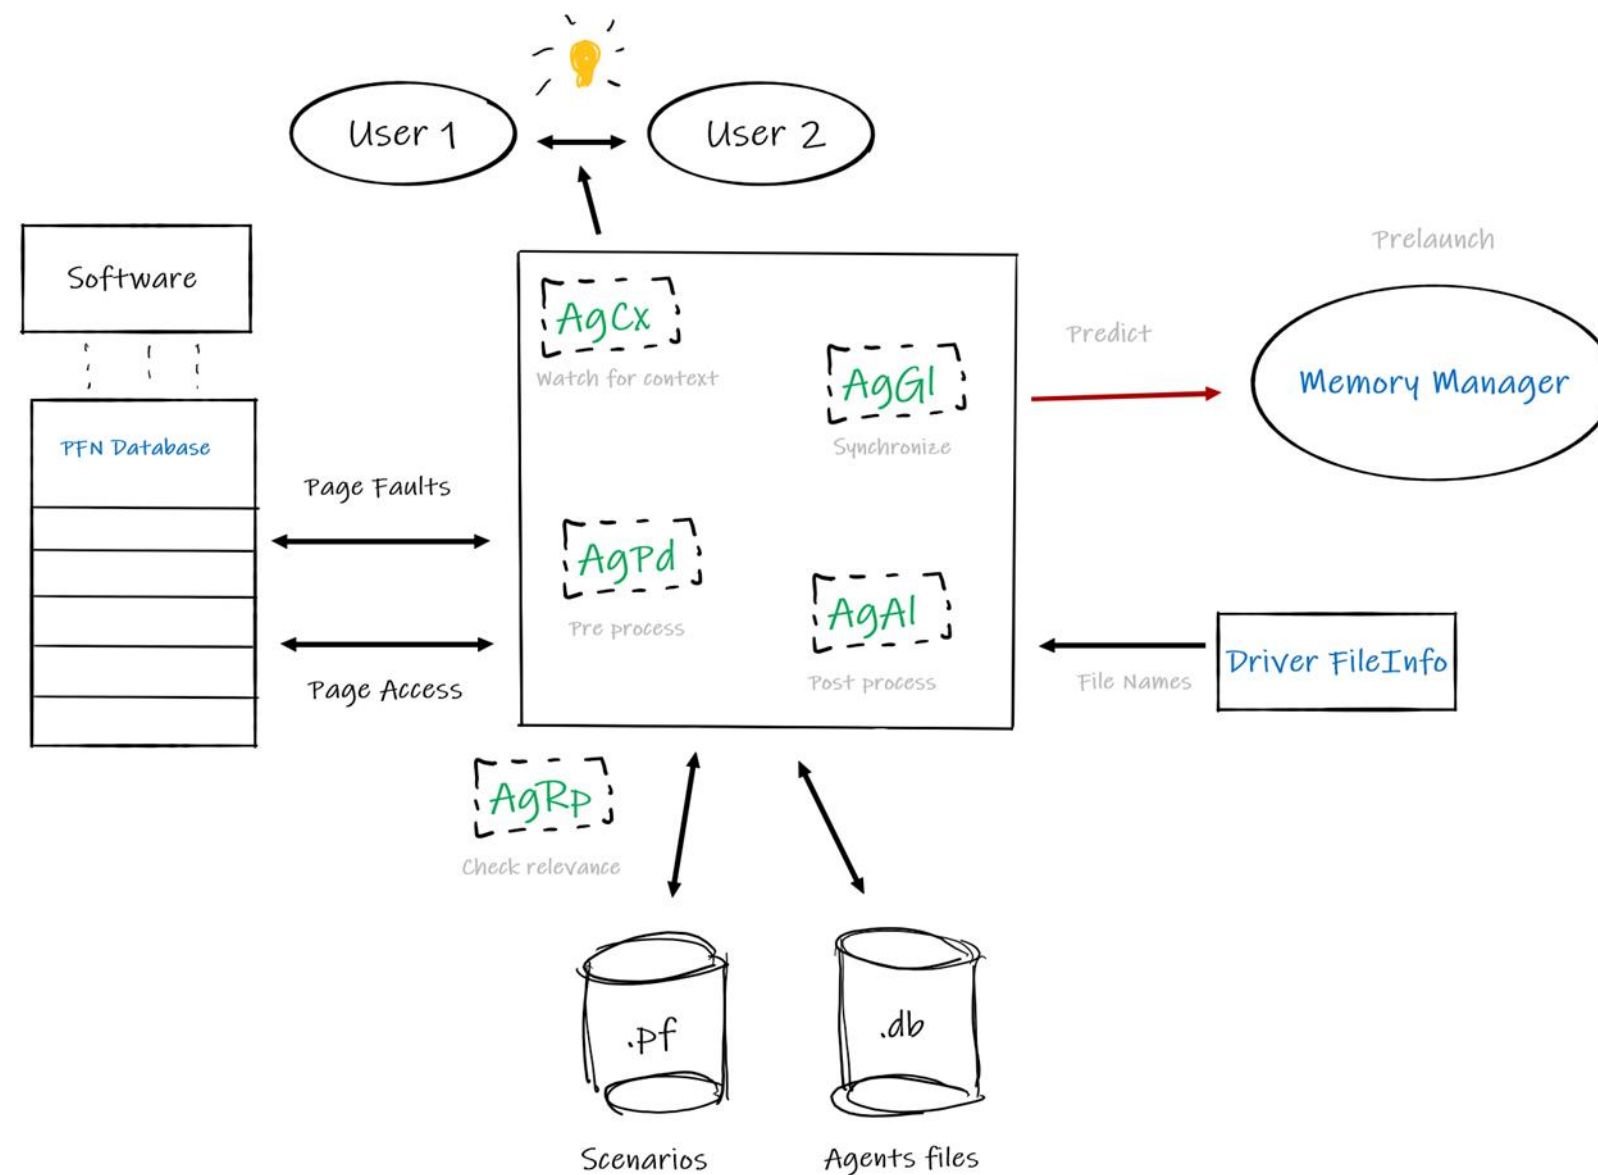 User 1
User 2
Software
Prelaunch
AgCx
Watch for context
Predict
Memory Manager
AgGl
Synchronize
PFN Database
Page Faults
AgPd
Pre process
AgAl
Post process
Driver FileInfo
File Names
Page Access
AgRp
Check relevance
.pf
.db
Scenarios
Agents files